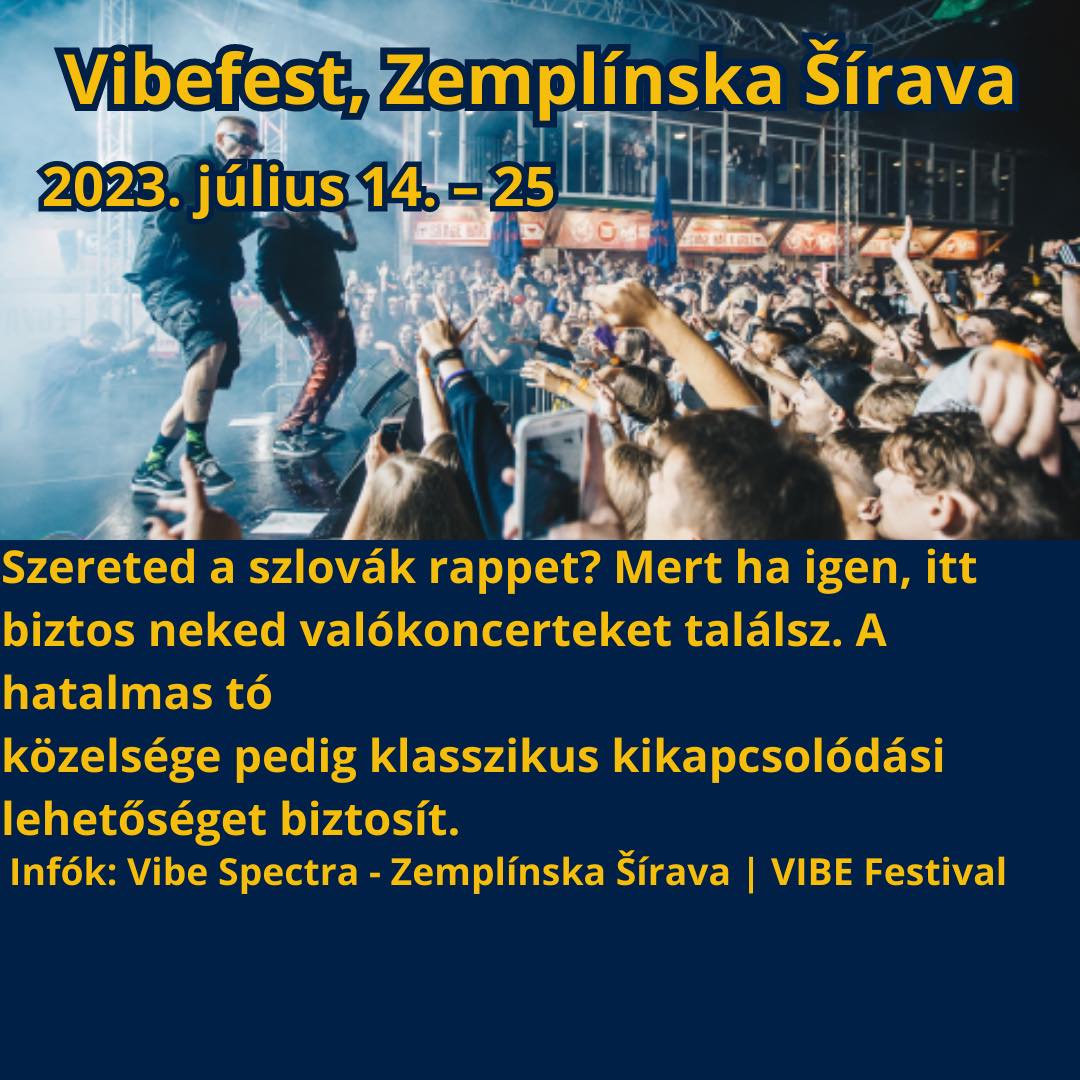 Vibefest, Zemplínska Šírava
2023. július 14. – 25
Szereted a szlovák rappet? Mert ha igen, itt
biztos neked valókoncerteket találsz. A
hatalmas tó
közelsége pedig klasszikus kikapcsolódási
lehetőséget biztosít.
Infók: Vibe Spectra - Zemplínska Šírava | VIBE Festival